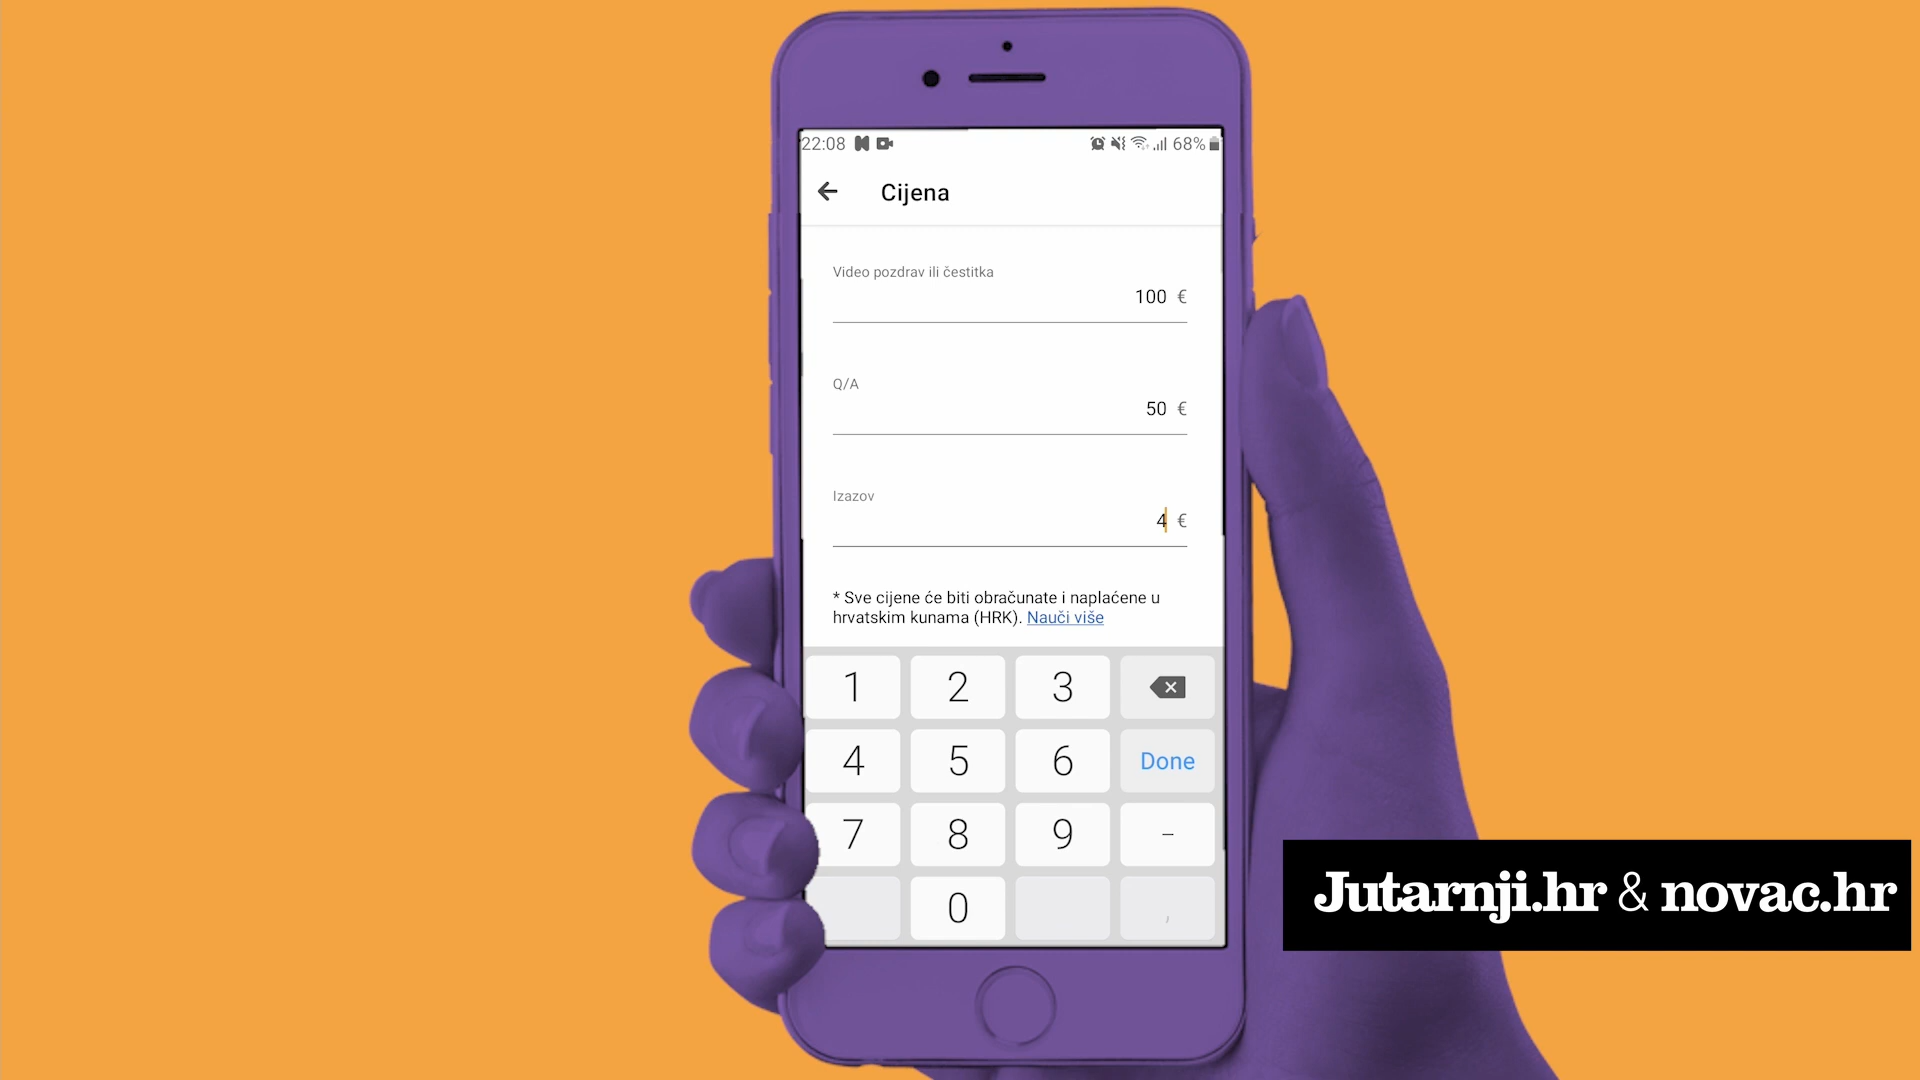 22:08 68%
Cijena
Video pozdrav ili čestitka
100 €
Q/A
50 €
Izazov
4 €
* Sve cijene će biti obračunate i naplaćene u
hrvatskim kunama (HRK). Nauči više
1 2 3
4 5 6 Done
7 8 9 –
0 ,
Jutarnji.hr & novac.hr